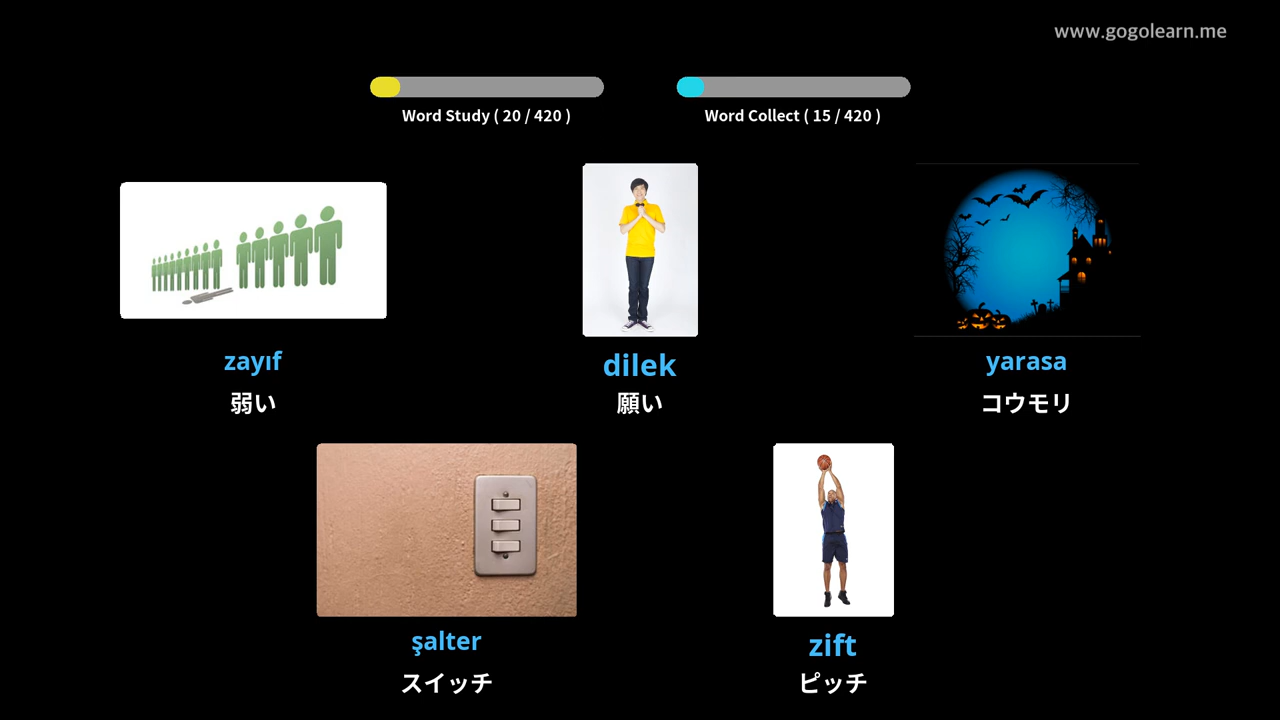 www.gogolearn.me
Word Study ( 20 / 420 )
Word Collect ( 15 / 420 )
zayıf
弱い
dilek
願い
yarasa
コウモリ
şalter
スイッチ
zift
ピッチ